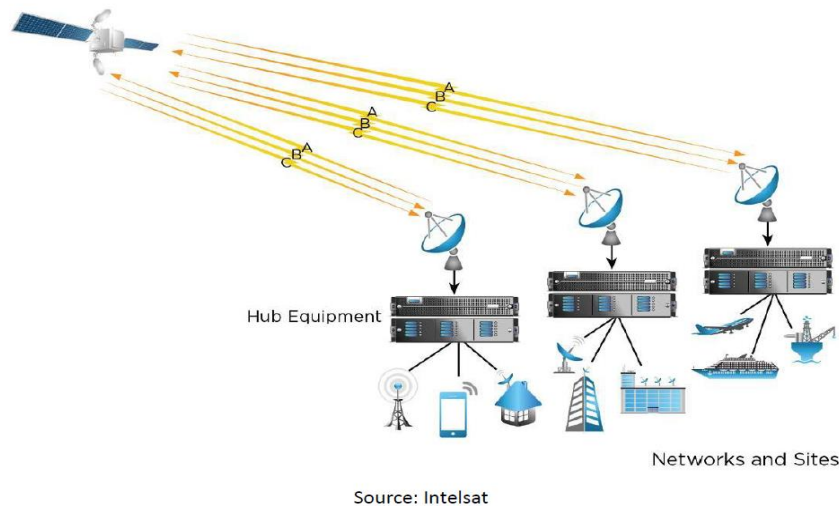 A
B
C
A
B
C
A
B
C
Hub Equipment
Networks and Sites
Source: Intelsat